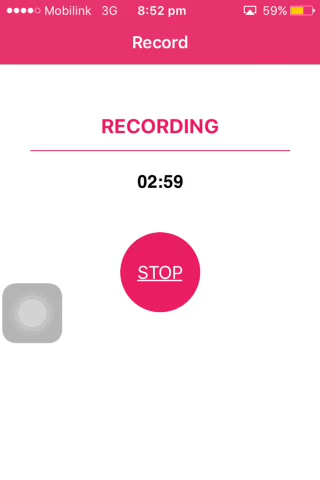 Mobilink 3G 8:52 pm 59%
Record
RECORDING
02:59
STOP